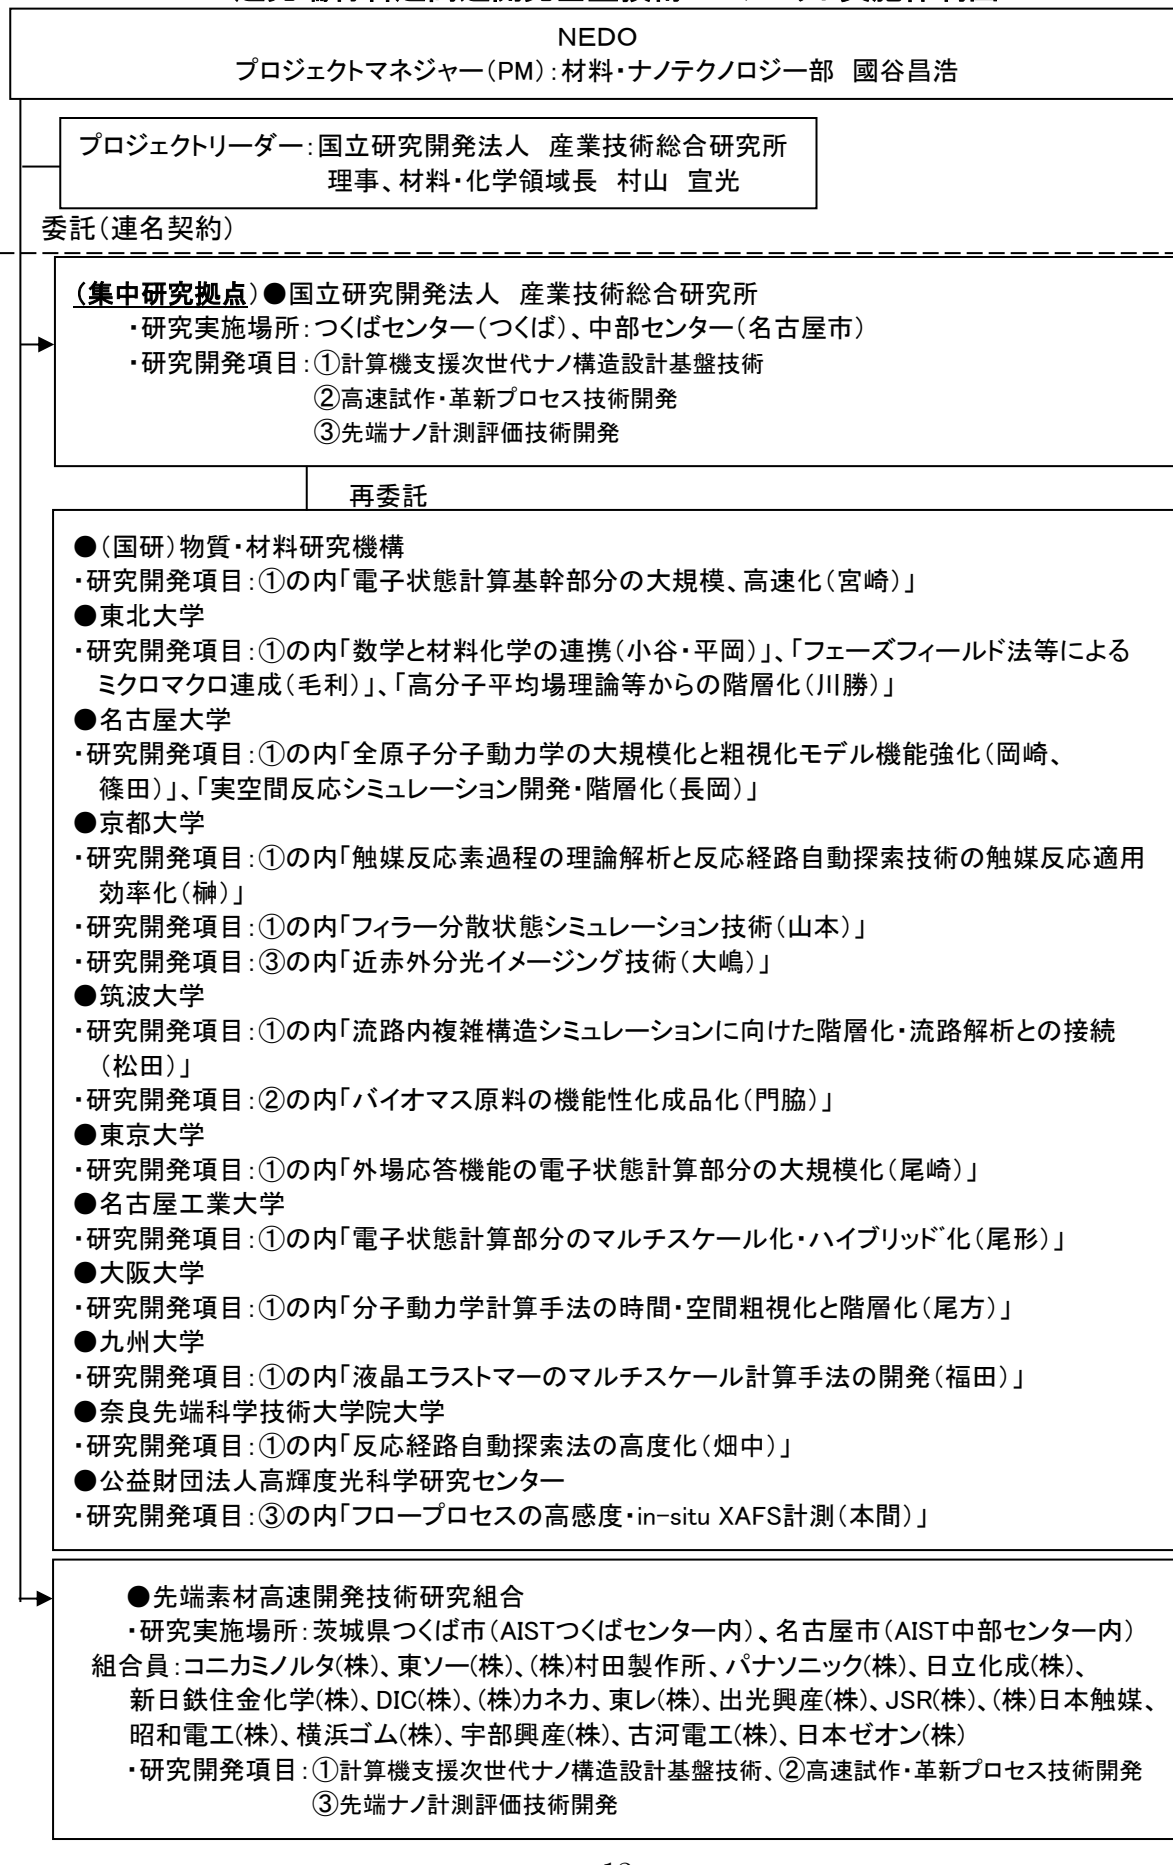 NEDO
プロジェクトマネジャー（PM）：材料・ナノテクノロジー部　國谷昌浩
プロジェクトリーダー：国立研究開発法人　産業技術総合研究所
理事、材料・化学領域長　村山　宣光
委託（連名契約）
（集中研究拠点）●国立研究開発法人　産業技術総合研究所
・研究実施場所：つくばセンター（つくば）、中部センター（名古屋市）
・研究開発項目：①計算機支援次世代ナノ構造設計基盤技術
②高速試作・革新プロセス技術開発
③先端ナノ計測評価技術開発
再委託
●（国研）物質・材料研究機構
・研究開発項目：①の内「電子状態計算基幹部分の大規模、高速化（宮崎）」
●東北大学
・研究開発項目：①の内「数学と材料化学の連携（小谷・平岡）」、「フェーズフィールド法等による
ミクロマクロ連成（毛利）」、「高分子平均場理論等からの階層化（川勝）」
●名古屋大学
・研究開発項目：①の内「全原子分子動力学の大規模化と粗視化モデル機能強化（岡崎、
篠田）」、「実空間反応シミュレーション開発・階層化（長岡）」
●京都大学
・研究開発項目：①の内「触媒反応素過程の理論解析と反応経路自動探索技術の触媒反応適用
効率化（榊）」
・研究開発項目：①の内「フィラー分散状態シミュレーション技術（山本）」
・研究開発項目：③の内「近赤外分光イメージング技術（大嶋）」
●筑波大学
・研究開発項目：①の内「流路内複雑構造シミュレーションに向けた階層化・流路解析との接続
（松田）」
・研究開発項目：②の内「バイオマス原料の機能性化成品化（門脇）」
●東京大学
・研究開発項目：①の内「外場応答機能の電子状態計算部分の大規模化（尾崎）」
●名古屋工業大学
・研究開発項目：①の内「電子状態計算部分のマルチスケール化・ハイブリッド゛化（尾形）」
●大阪大学
・研究開発項目：①の内「分子動力学計算手法の時間・空間粗視化と階層化（尾方）」
●九州大学
・研究開発項目：①の内「液晶エラストマーのマルチスケール計算手法の開発（福田）」
●奈良先端科学技術大学院大学
・研究開発項目：①の内「反応経路自動探索法の高度化（畑中）」
●公益財団法人高輝度光科学研究センター
・研究開発項目：③の内「フロープロセスの高感度・in-situ XAFS計測（本間）」
●先端素材高速開発技術研究組合
・研究実施場所：茨城県つくば市（AISTつくばセンター内）、名古屋市（AIST中部センター内）
組合員：コニカミノルタ(株)、東ソー(株)、(株)村田製作所、パナソニック(株)、日立化成(株)、
新日鉄住金化学(株)、DIC(株)、(株)カネカ、東レ(株)、出光興産(株)、JSR(株)、(株)日本触媒、
昭和電工(株)、横浜ゴム(株)、宇部興産(株)、古河電工(株)、日本ゼオン(株)
・研究開発項目：①計算機支援次世代ナノ構造設計基盤技術、②高速試作・革新プロセス技術開発
③先端ナノ計測評価技術開発